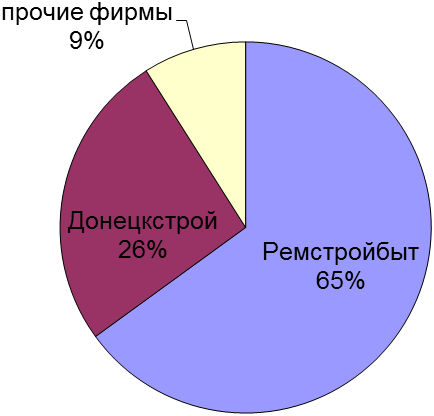 прочие фирмы
9%
Донецкстрой
26%
Ремстройбыт
65%